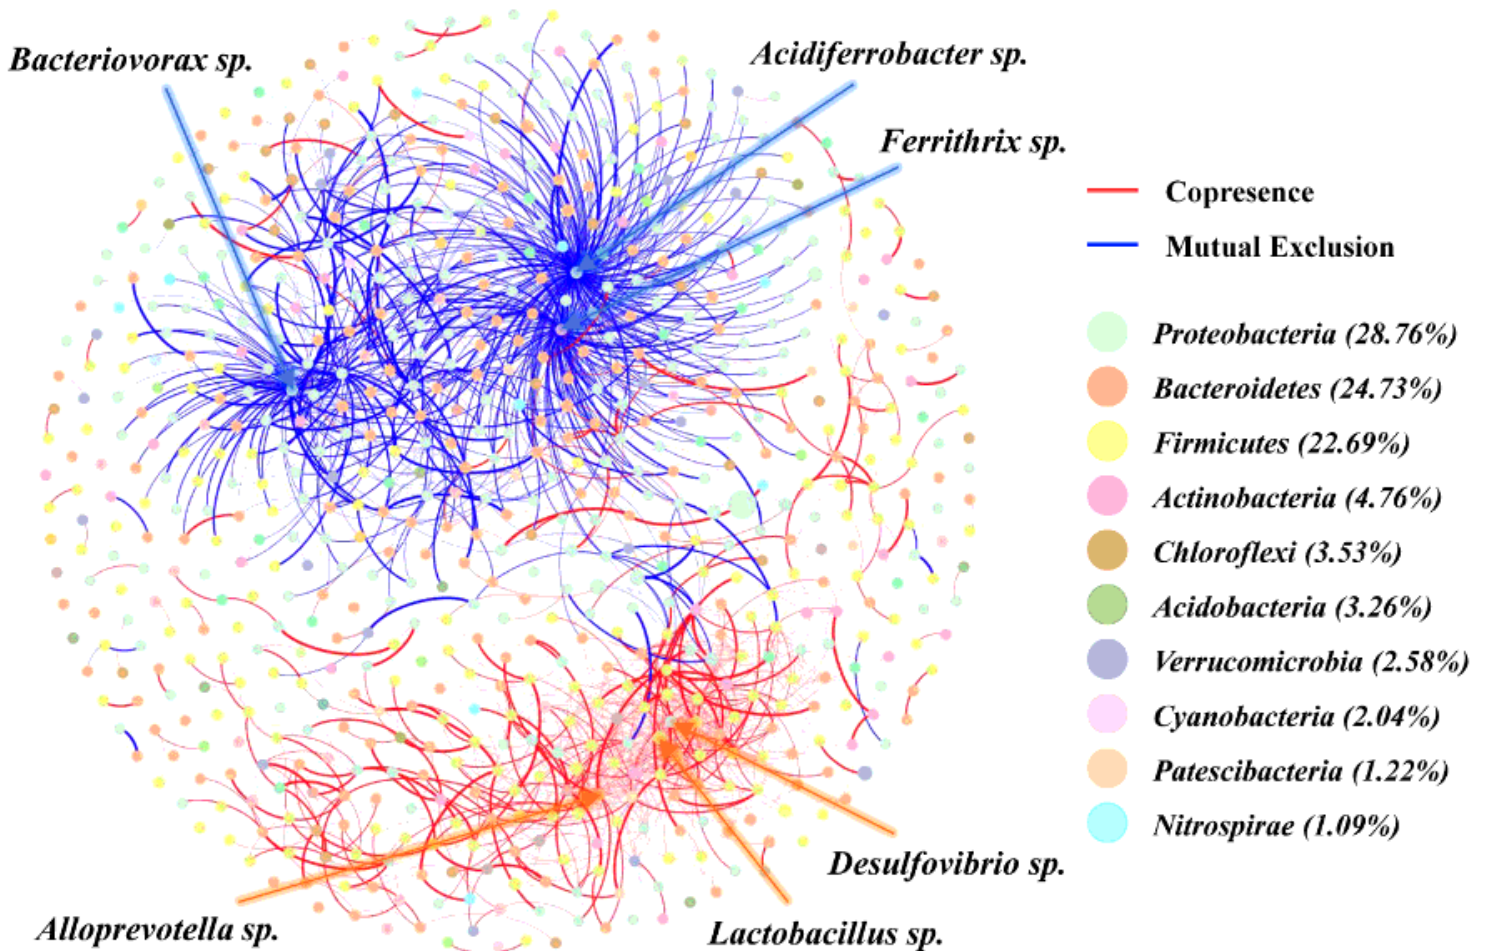 Bacteriovorax sp.
Acidiferrobacter sp.
Ferrithrix sp.
Copresence
Mutual Exclusion
Proteobacteria (28.76%)
Bacteroidetes (24.73%)
Firmicutes (22.69%)
Actinobacteria (4.76%)
Chloroflexi (3.53%)
Acidobacteria (3.26%)
Verrucomicrobia (2.58%)
Cyanobacteria (2.04%)
Patescibacteria (1.22%)
Nitrospirae (1.09%)
Desulfovibrio sp.
Alloprevotella sp.
Lactobacillus sp.